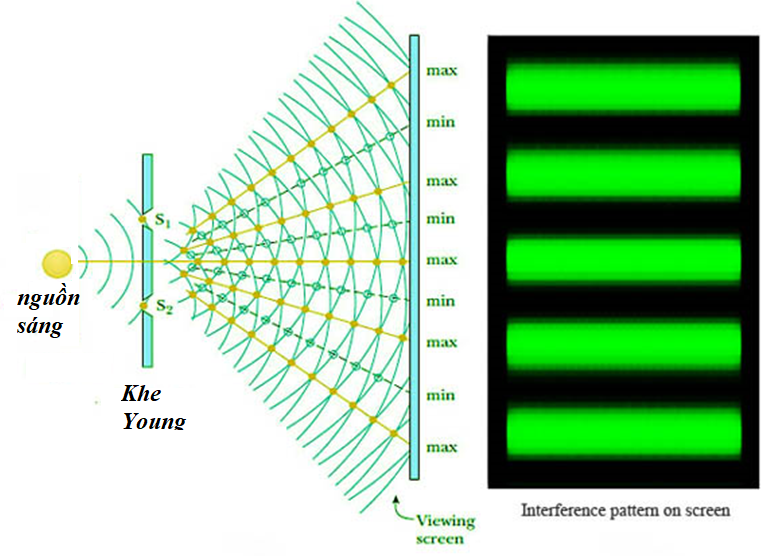 max
min
max
S1
min
max
nguồn
sáng
S2
min
max
Khe
Young
min
max
Viewing
screen
Interference pattern on screen